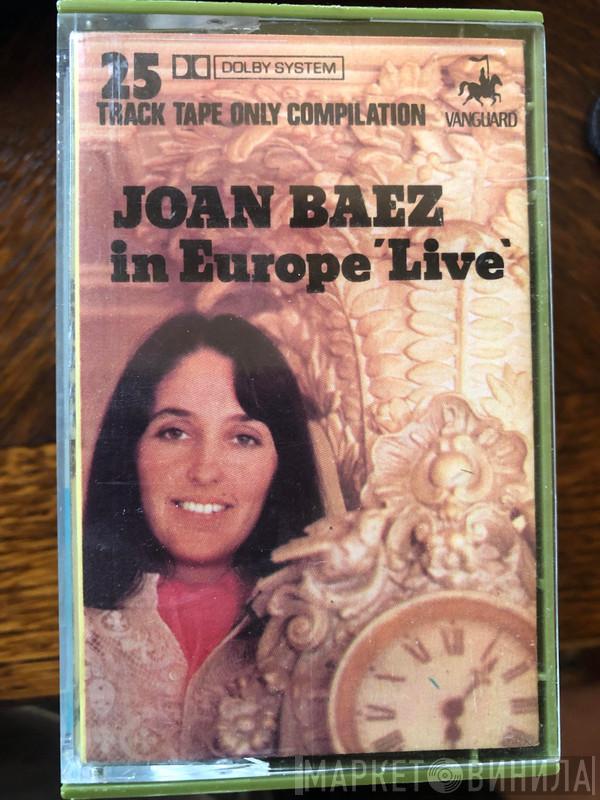 25 DOLBY SYSTEM
TRACK TAPE ONLY COMPILATION
VANGUARD
JOAN BAEZ
in Europe 'Live'
МАРКЕТ ВИНИЛА